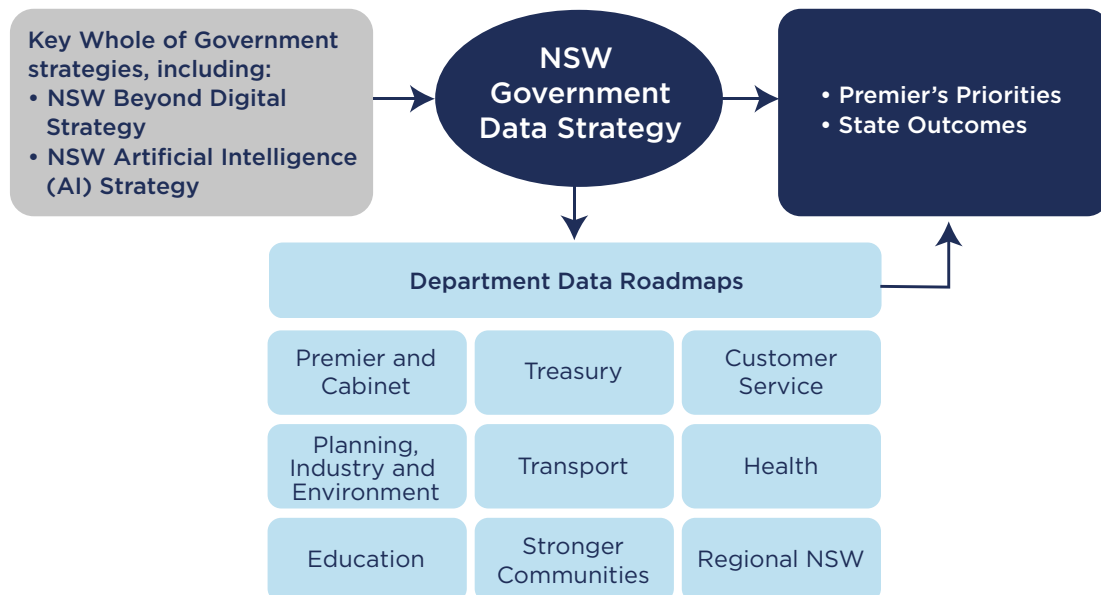 Key Whole of Government
strategies, including:
• NSW Beyond Digital
Strategy
• NSW Artificial Intelligence
(AI) Strategy
NSW
Government
Data Strategy
• Premier's Priorities
• State Outcomes
Department Data Roadmaps
Premier and
Cabinet
Treasury
Customer
Service
Planning,
Industry and
Environment
Transport
Health
Education
Stronger
Communities
Regional NSW